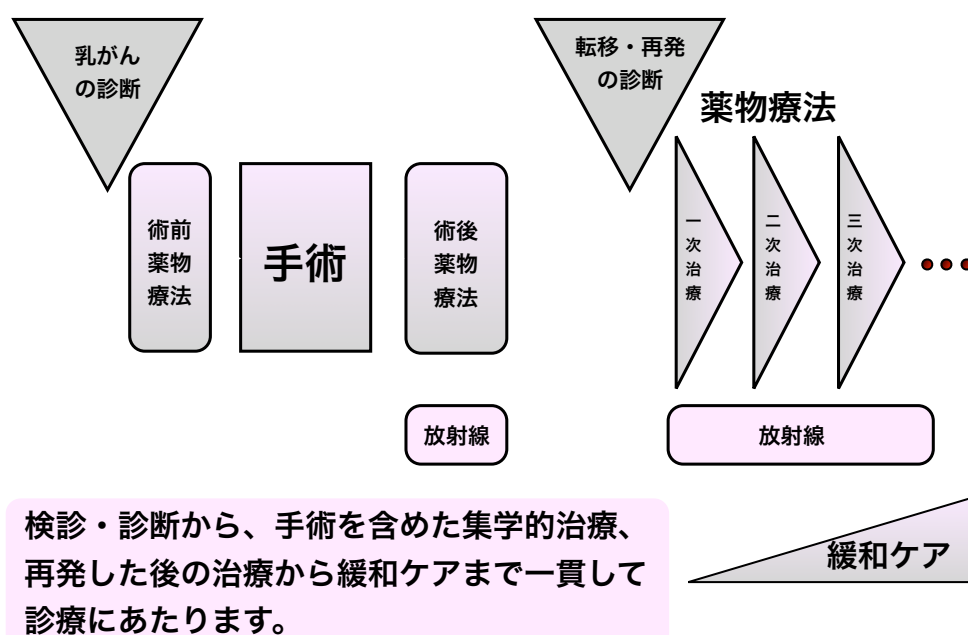 乳がん
の診断
転移・再発
の診断
薬物療法
術前
薬物
療法
手術
術後
薬物
療法
一次治療
二次治療
三次治療
放射線
放射線
検診・診断から、手術を含めた集学的治療、
再発した後の治療から緩和ケアまで一貫して
診療にあたります。
緩和ケア